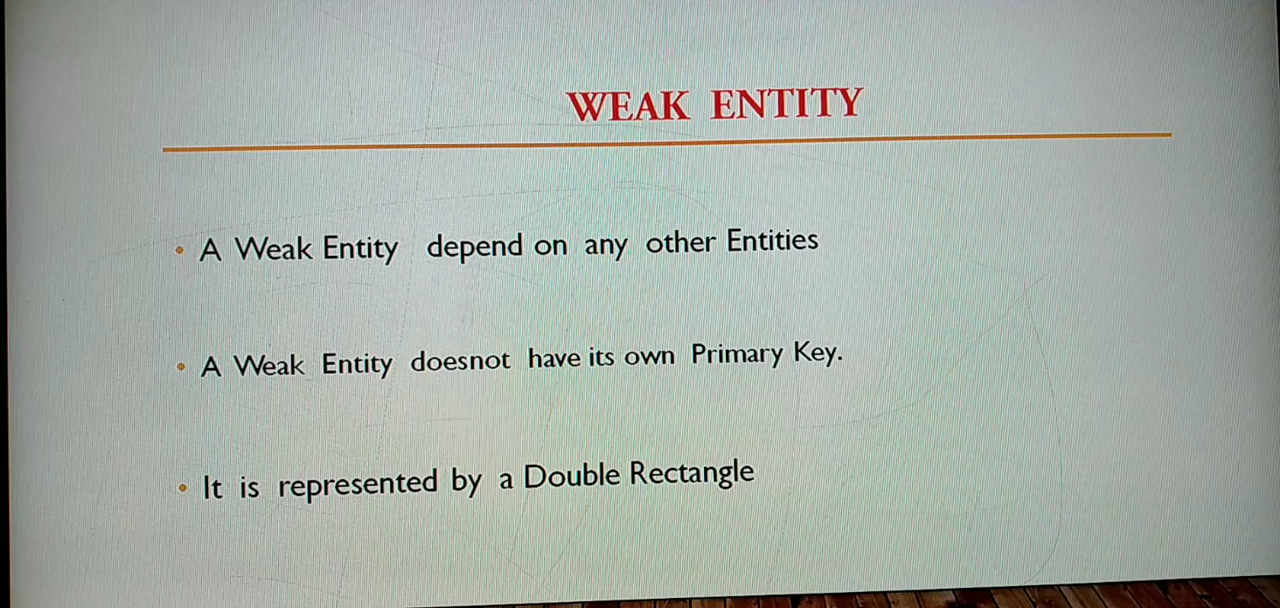 WEAK ENTITY
• A Weak Entity depend on any other Entities
• A Weak Entity doesnot have its own Primary Key.
• It is represented by a Double Rectangle